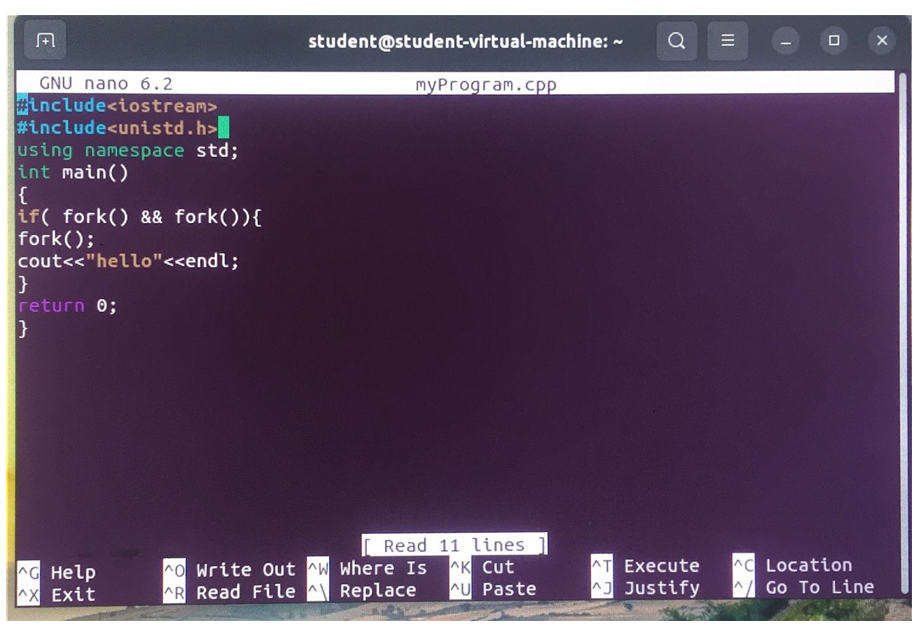 student@student-virtual-machine: ~
GNU nano 6.2 myProgram.cpp
#include<iostream>
#include<unistd.h>
using namespace std;
int main()
{
if( fork() && fork()){
fork();
cout<<"hello"<<endl;
}
return 0;
}
[ Read 11 lines ]
^G Help ^O Write Out ^W Where Is ^K Cut ^T Execute ^C Location
^X Exit ^R Read File ^\ Replace ^U Paste ^J Justify ^/ Go To Line